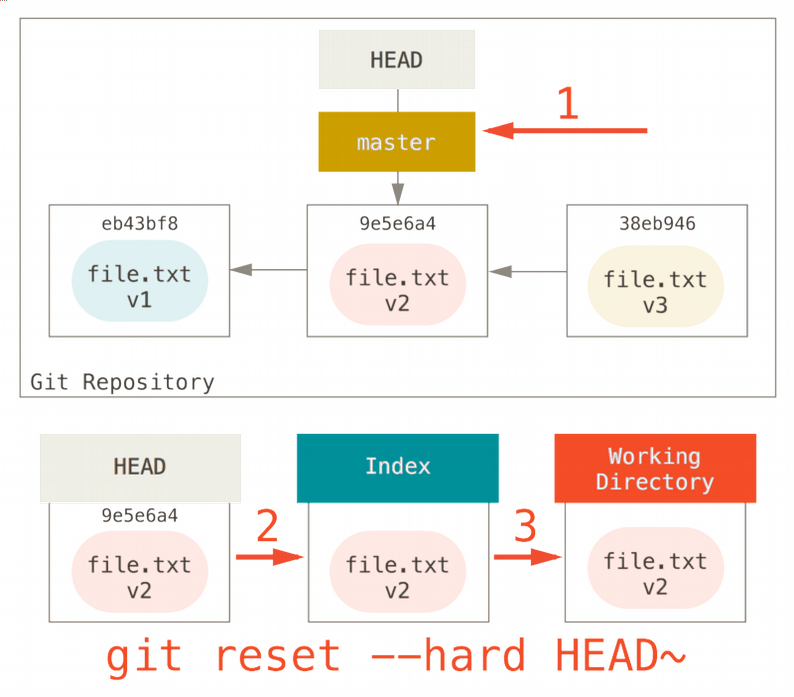 HEAD
1
master
eb43bf8
9e5e6a4
38eb946
file.txt
v1
file.txt
v2
file.txt
v3
Git Repository
HEAD
Index
Working
Directory
9e5e6a4
2
3
file.txt
v2
file.txt
v2
file.txt
v2
git reset --hard HEAD~